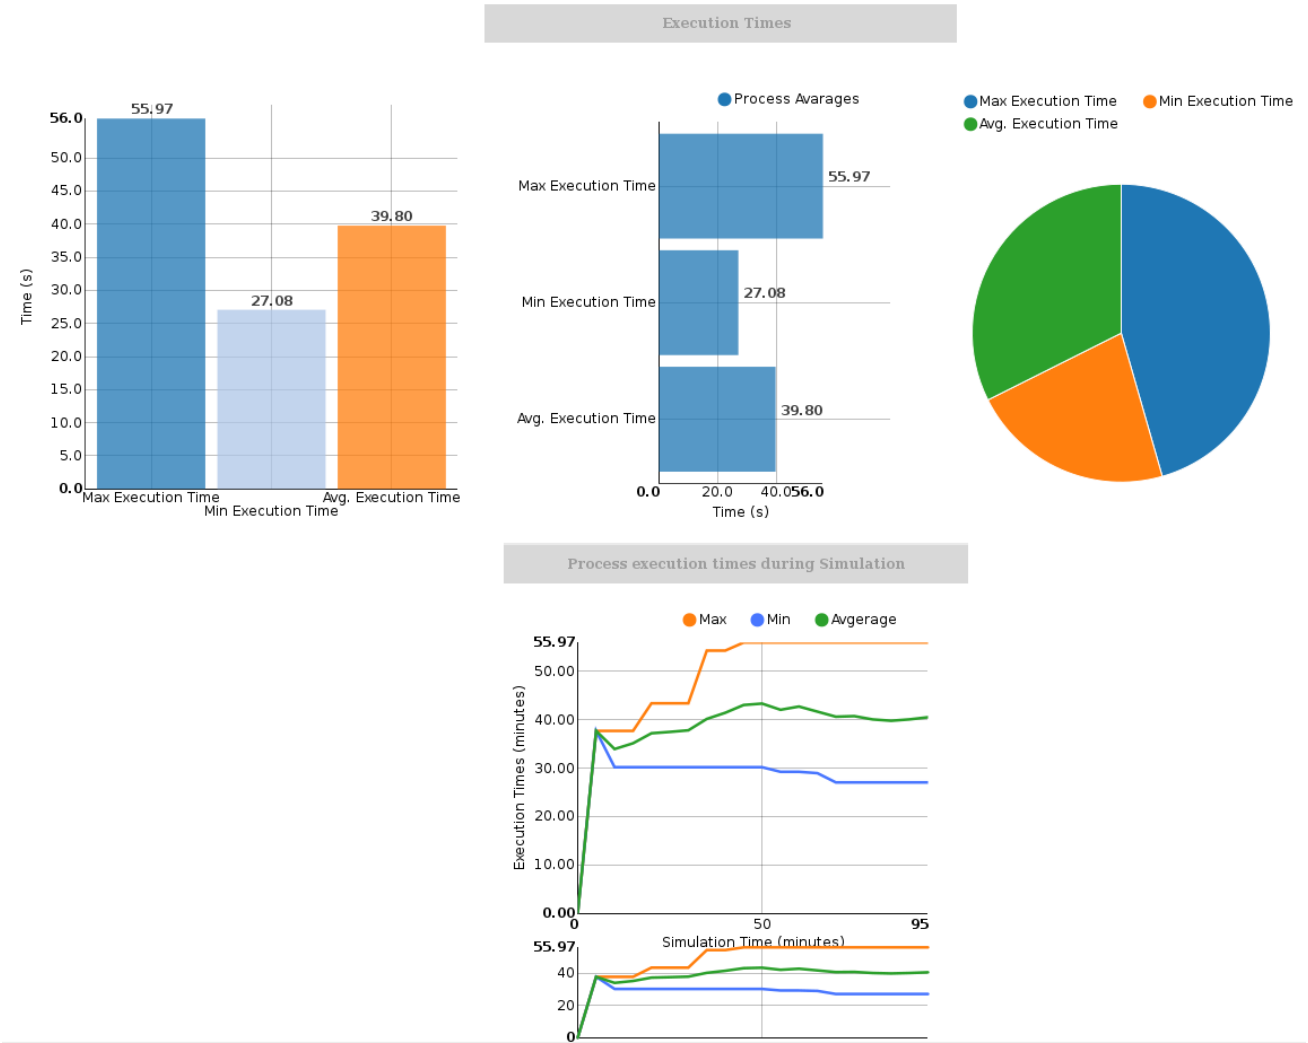 Execution Times
55.97
56.0
50.0
45.0
40.0
39.80
35.0
30.0
27.08
25.0
20.0
15.0
10.0
5.0
0.0
Time (s)
Max Execution Time
Avg. Execution Time
Min Execution Time
Process Avarages
Max Execution Time
55.97
Min Execution Time
27.08
Avg. Execution Time
39.80
0.0 20.0 40.0 56.0
Time (s)
Max Execution Time Min Execution Time
Avg. Execution Time
Process execution times during Simulation
Max Min Avgerage
55.97
50.00
40.00
30.00
20.00
10.00
0.00
Execution Times (minutes)
0 50 95
Simulation Time (minutes)
55.97
40
20
0